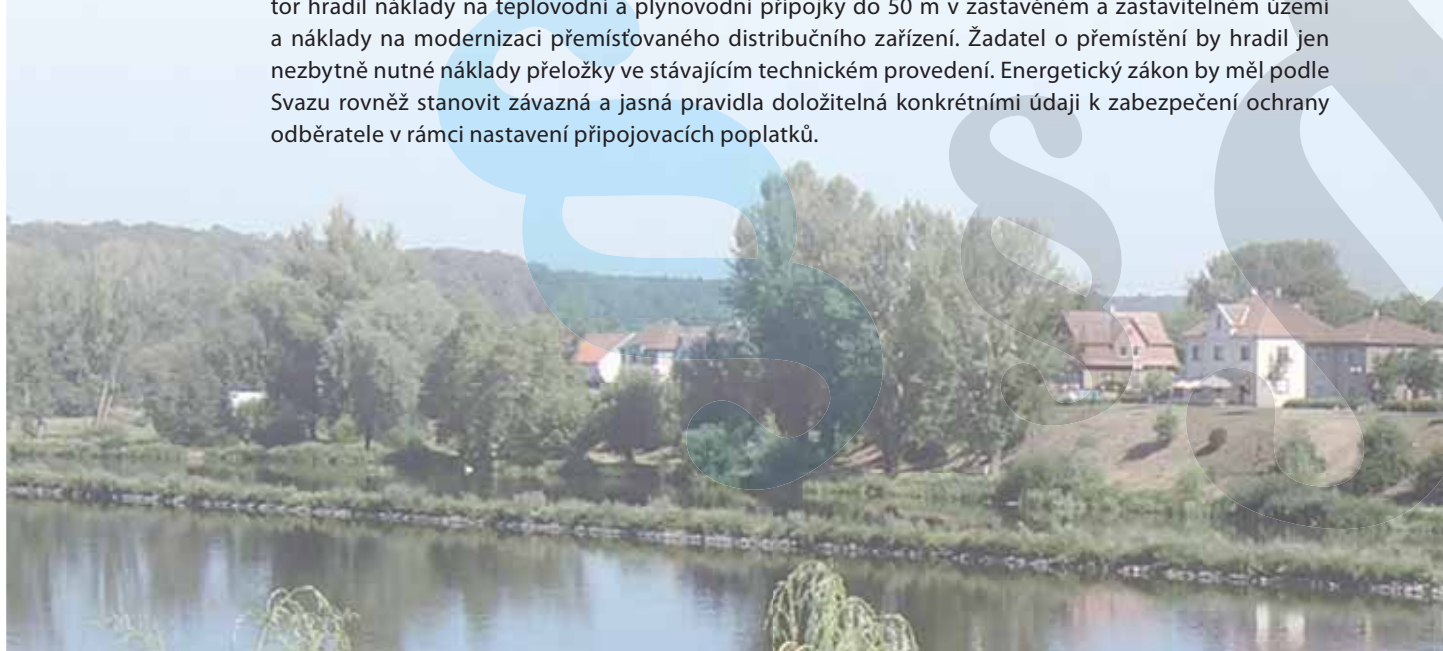 tor hradil náklady na teplovodní a plynovodní přípojky do 50 m v zastavěném a zastavitelném území
a náklady na modernizaci přemísťovaného distribučního zařízení. Žadatel o přemístění by hradil jen
nezbytně nutné náklady přeložky ve stávajícím technickém provedení. Energetický zákon by měl podle
Svazu rovněž stanovit závazná a jasná pravidla doložitelná konkrétními údaji k zabezpečení ochrany
odběratele v rámci nastavení připojovacích poplatků.